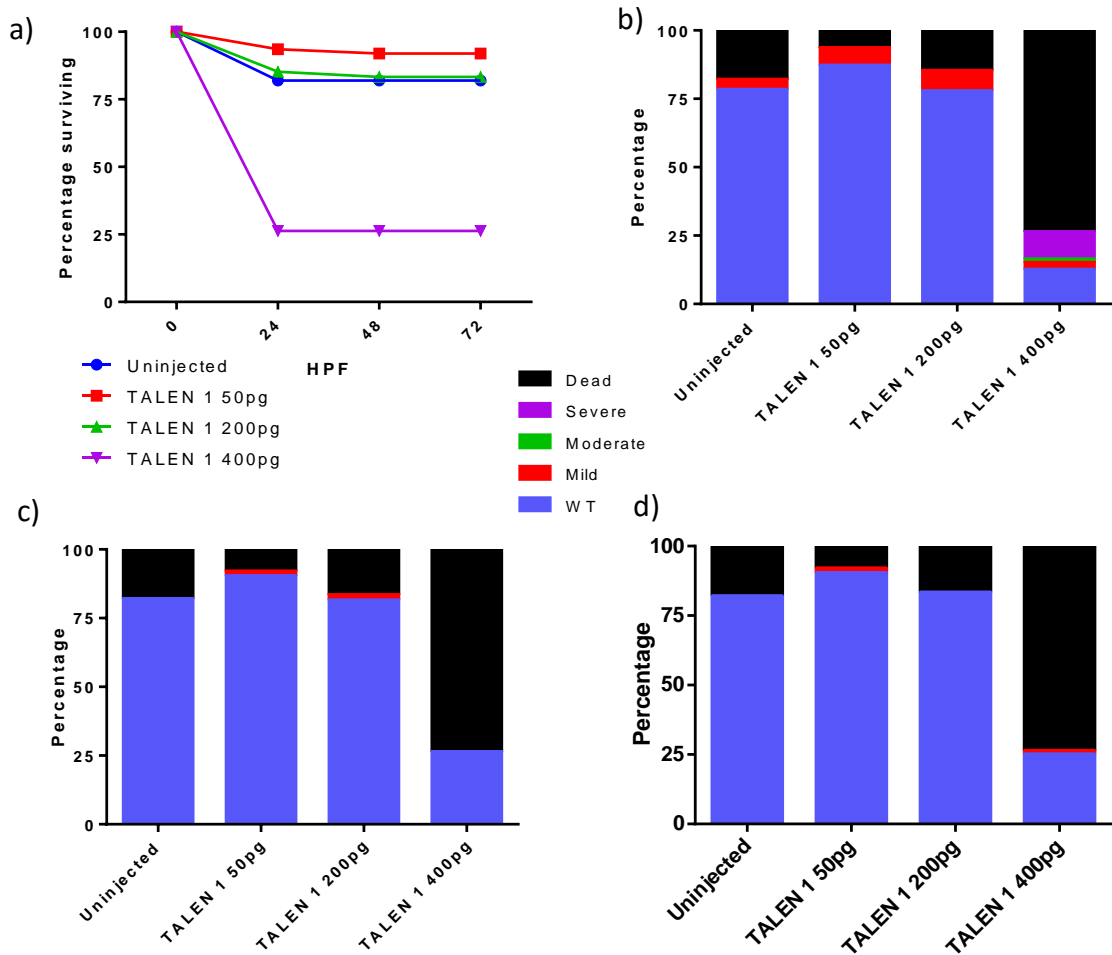 a)
Percentage surviving
100
75
50
25
0
0 24 48 72
HPF
Uninjected
TALEN 1 50pg
TALEN 1 200pg
TALEN 1 400pg
b)
Percentage
100
75
50
25
0
Uninjected
TALEN 1 50pg
TALEN 1 200pg
TALEN 1 400pg
Dead
Severe
Moderate
Mild
WT
c)
Percentage
100
75
50
25
0
Uninjected
TALEN 1 50pg
TALEN 1 200pg
TALEN 1 400pg
d)
Percentage
100
75
50
25
0
Uninjected
TALEN 1 50pg
TALEN 1 200pg
TALEN 1 400pg